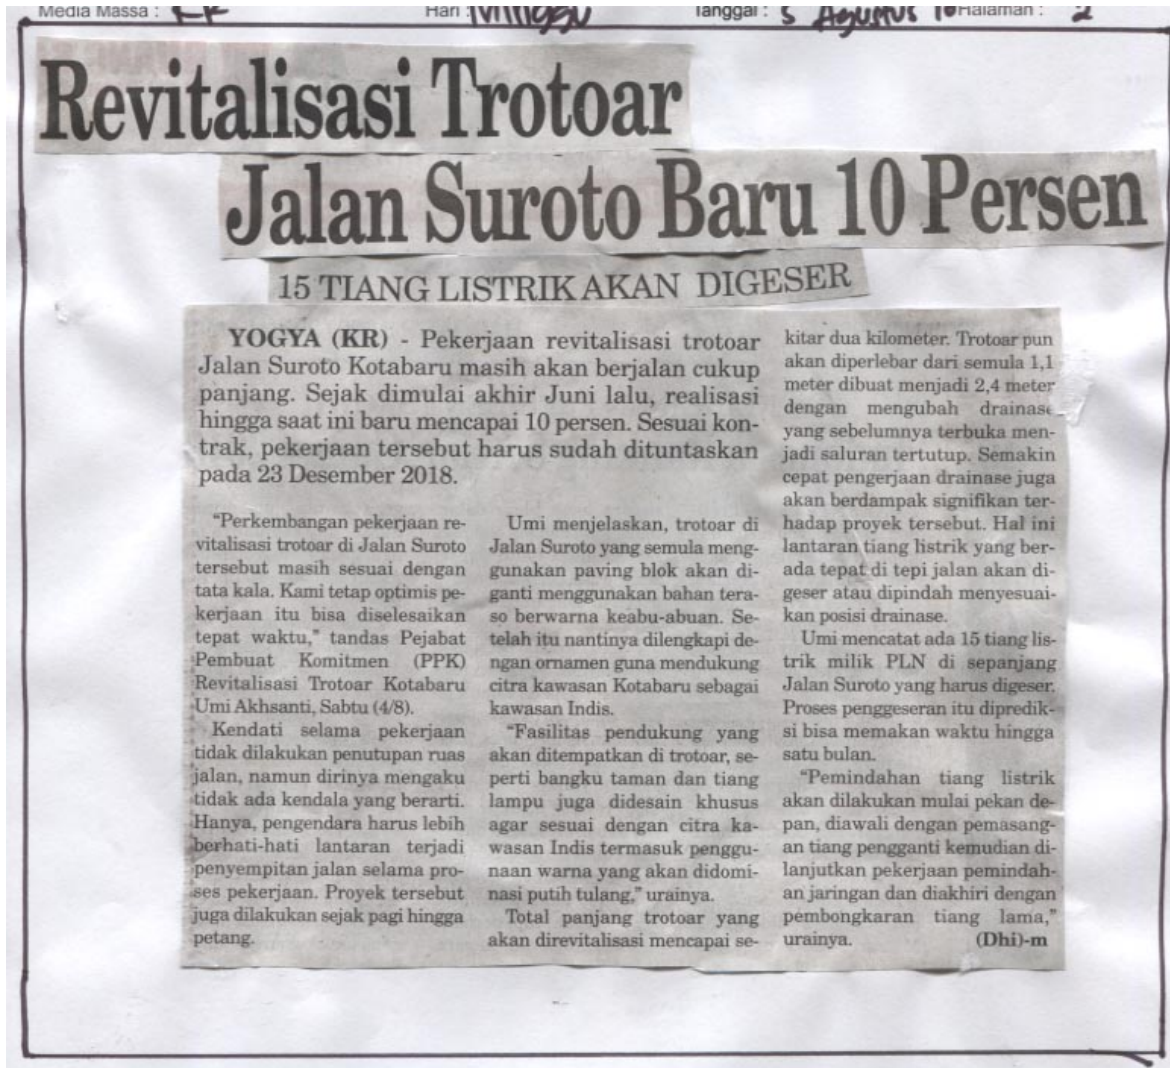 Media Massa : KR Hari : Minggu Tanggal : 5 Agustus 18 Halaman : 2
Revitalisasi Trotoar
Jalan Suroto Baru 10 Persen
15 TIANG LISTRIK AKAN DIGESER
YOGYA (KR) - Pekerjaan revitalisasi trotoar
Jalan Suroto Kotabaru masih akan berjalan cukup
panjang. Sejak dimulai akhir Juni lalu, realisasi
hingga saat ini baru mencapai 10 persen. Sesuai kon-
trak, pekerjaan tersebut harus sudah dituntaskan
pada 23 Desember 2018.
"Perkembangan pekerjaan re-
vitalisasi trotoar di Jalan Suroto
tersebut masih sesuai dengan
tata kala. Kami tetap optimis pe-
kerjaan itu bisa diselesaikan
tepat waktu," tandas Pejabat
Pembuat Komitmen (PPK)
Revitalisasi Trotoar Kotabaru
Umi Akhsanti, Sabtu (4/8).
Kendati selama pekerjaan
tidak dilakukan penutupan ruas
jalan, namun dirinya mengaku
tidak ada kendala yang berarti.
Hanya, pengendara harus lebih
berhati-hati lantaran terjadi
penyempitan jalan selama pro-
ses pekerjaan. Proyek tersebut
juga dilakukan sejak pagi hingga
petang.
Umi menjelaskan, trotoar di
Jalan Suroto yang semula meng-
gunakan paving blok akan di-
ganti menggunakan bahan tera-
so berwarna keabu-abuan. Se-
telah itu nantinya dilengkapi de-
ngan ornamen guna mendukung
citra kawasan Kotabaru sebagai
kawasan Indis.
"Fasilitas pendukung yang
akan ditempatkan di trotoar, se-
perti bangku taman dan tiang
lampu juga didesain khusus
agar sesuai dengan citra ka-
wasan Indis termasuk penggu-
naan warna yang akan didomi-
nasi putih tulang," urainya.
Total panjang trotoar yang
akan direvitalisasi mencapai se-
kitar dua kilometer. Trotoar pun
akan diperlebar dari semula 1,1
meter dibuat menjadi 2,4 meter
dengan mengubah drainase
yang sebelumnya terbuka men-
jadi saluran tertutup. Semakin
cepat pengerjaan drainase juga
akan berdampak signifikan ter-
hadap proyek tersebut. Hal ini
lantaran tiang listrik yang ber-
ada tepat di tepi jalan akan di-
geser atau dipindah menyesuai-
kan posisi drainase.
Umi mencatat ada 15 tiang lis-
trik milik PLN di sepanjang
Jalan Suroto yang harus digeser.
Proses penggeseran itu dipredik-
si bisa memakan waktu hingga
satu bulan.
"Pemindahan tiang listrik
akan dilakukan mulai pekan de-
pan, diawali dengan pemasang-
an tiang pengganti kemudian di-
lanjutkan pekerjaan pemindah-
an jaringan dan diakhiri dengan
pembongkaran tiang lama,"
urainya. (Dhi)-m